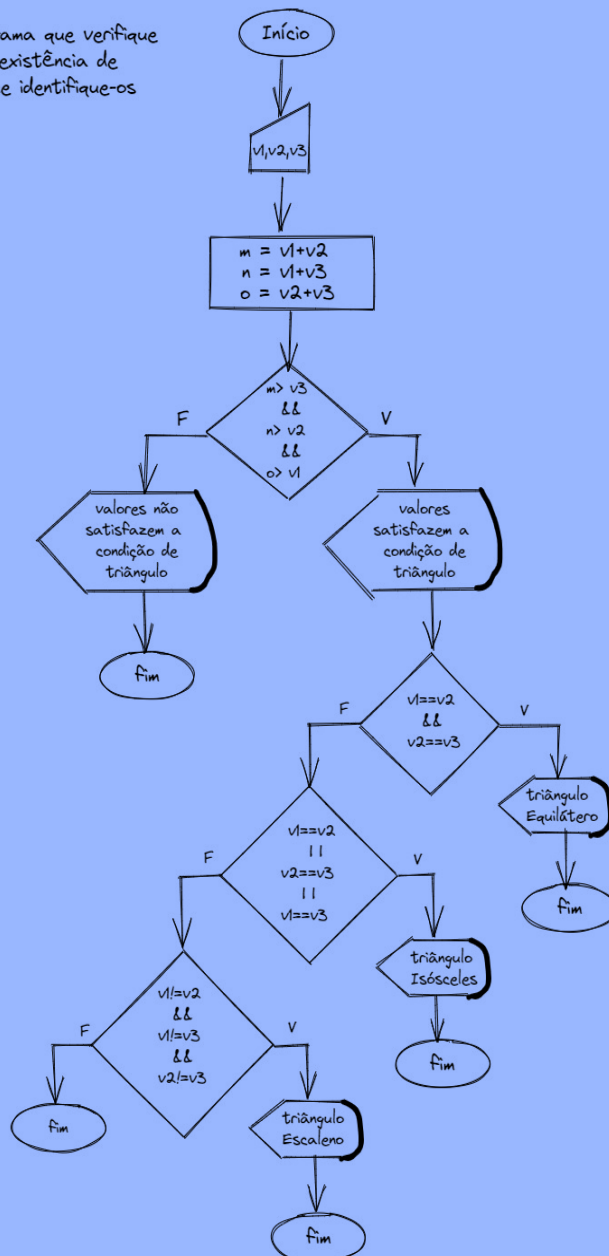 ama que verifique
existência de
e identifique-os
Início
v1,v2,v3
m = v1+v2
n = v1+v3
o = v2+v3
m> v3
&&
n> v2
&&
o> v1
F
V
valores não
satisfazem a
condição de
triângulo
valores
satisfazem a
condição de
triângulo
fim
v1==v2
&&
v2==v3
F
V
triângulo
Equilátero
fim
v1==v2
||
v2==v3
||
v1==v3
F
V
triângulo
Isósceles
fim
v1!=v2
&&
v1!=v3
&&
v2!=v3
F
V
fim
triângulo
Escaleno
fim